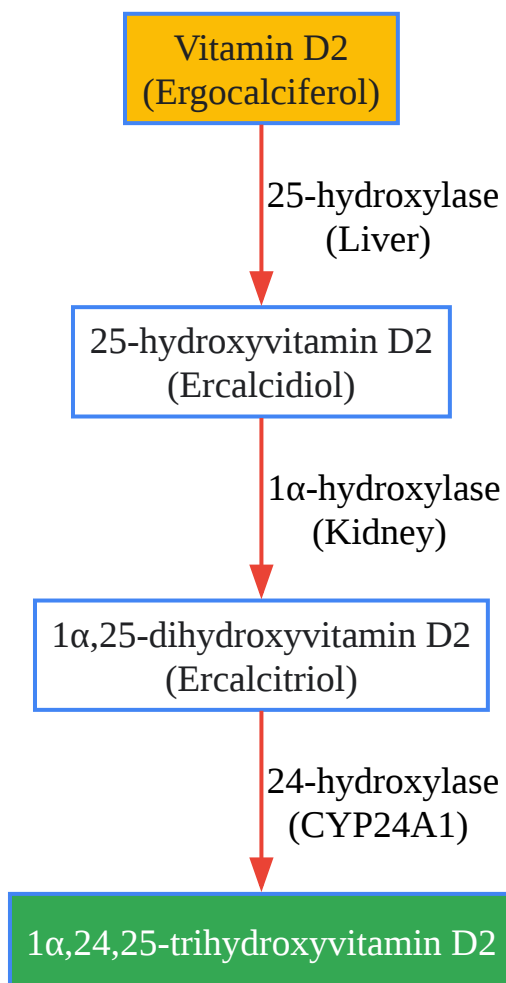 Vitamin D2
(Ergocalciferol)
25-hydroxylase
(Liver)
25-hydroxyvitamin D2
(Ercalcidiol)
1α-hydroxylase
(Kidney)
1α,25-dihydroxyvitamin D2
(Ercalcitriol)
24-hydroxylase
(CYP24A1)
1α,24,25-trihydroxyvitamin D2